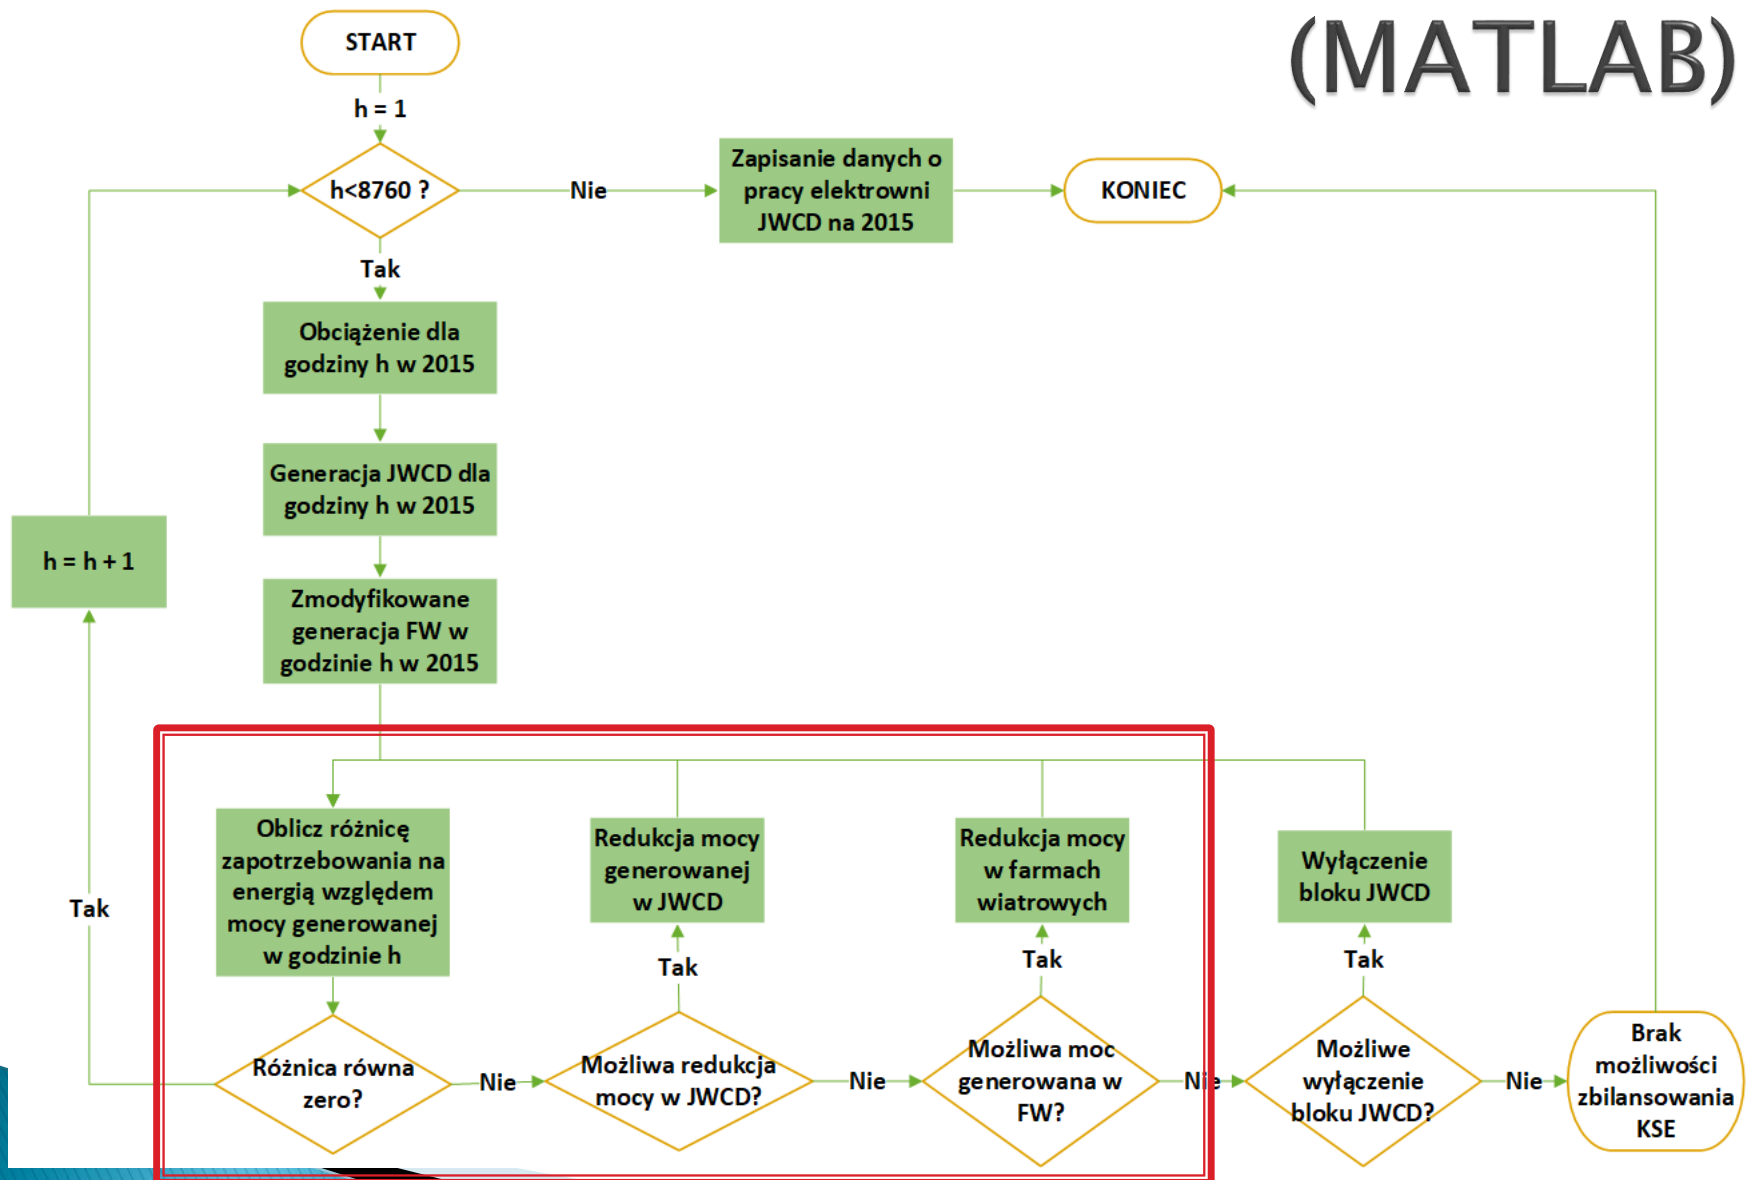 (MATLAB)
START
h = 1
h<8760 ?
Nie
Zapisanie danych o
pracy elektrowni
JWCD na 2015
KONIEC
Tak
Obciążenie dla
godziny h w 2015
Generacja JWCD dla
godziny h w 2015
h = h + 1
Zmodyfikowane
generacja FW w
godzinie h w 2015
Oblicz różnicę
zapotrzebowania na
energią względem
mocy generowanej
w godzinie h
Redukcja mocy
generowanej
w JWCD
Redukcja mocy
w farmach
wiatrowych
Wyłączenie
bloku JWCD
Tak
Tak
Tak
Tak
Różnica równa
zero?
Nie
Możliwa redukcja
mocy w JWCD?
Nie
Możliwa moc
generowana w
FW?
Nie
Możliwe
wyłączenie
bloku JWCD?
Nie
Brak
możliwości
zbilansowania
KSE